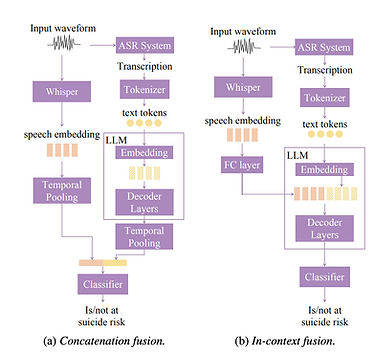 Input waveform
ASR System
Transcription
Whisper
Tokenizer
speech embedding
text tokens
LLM
Embedding
Temporal
Pooling
Decoder
Layers
Temporal
Pooling
Classifier
Is/not at
suicide risk
(a) Concatenation fusion.
Input waveform
ASR System
Transcription
Whisper
Tokenizer
speech embedding
text tokens
FC layer
LLM
Embedding
Decoder
Layers
Classifier
Is/not at
suicide risk
(b) In-context fusion.